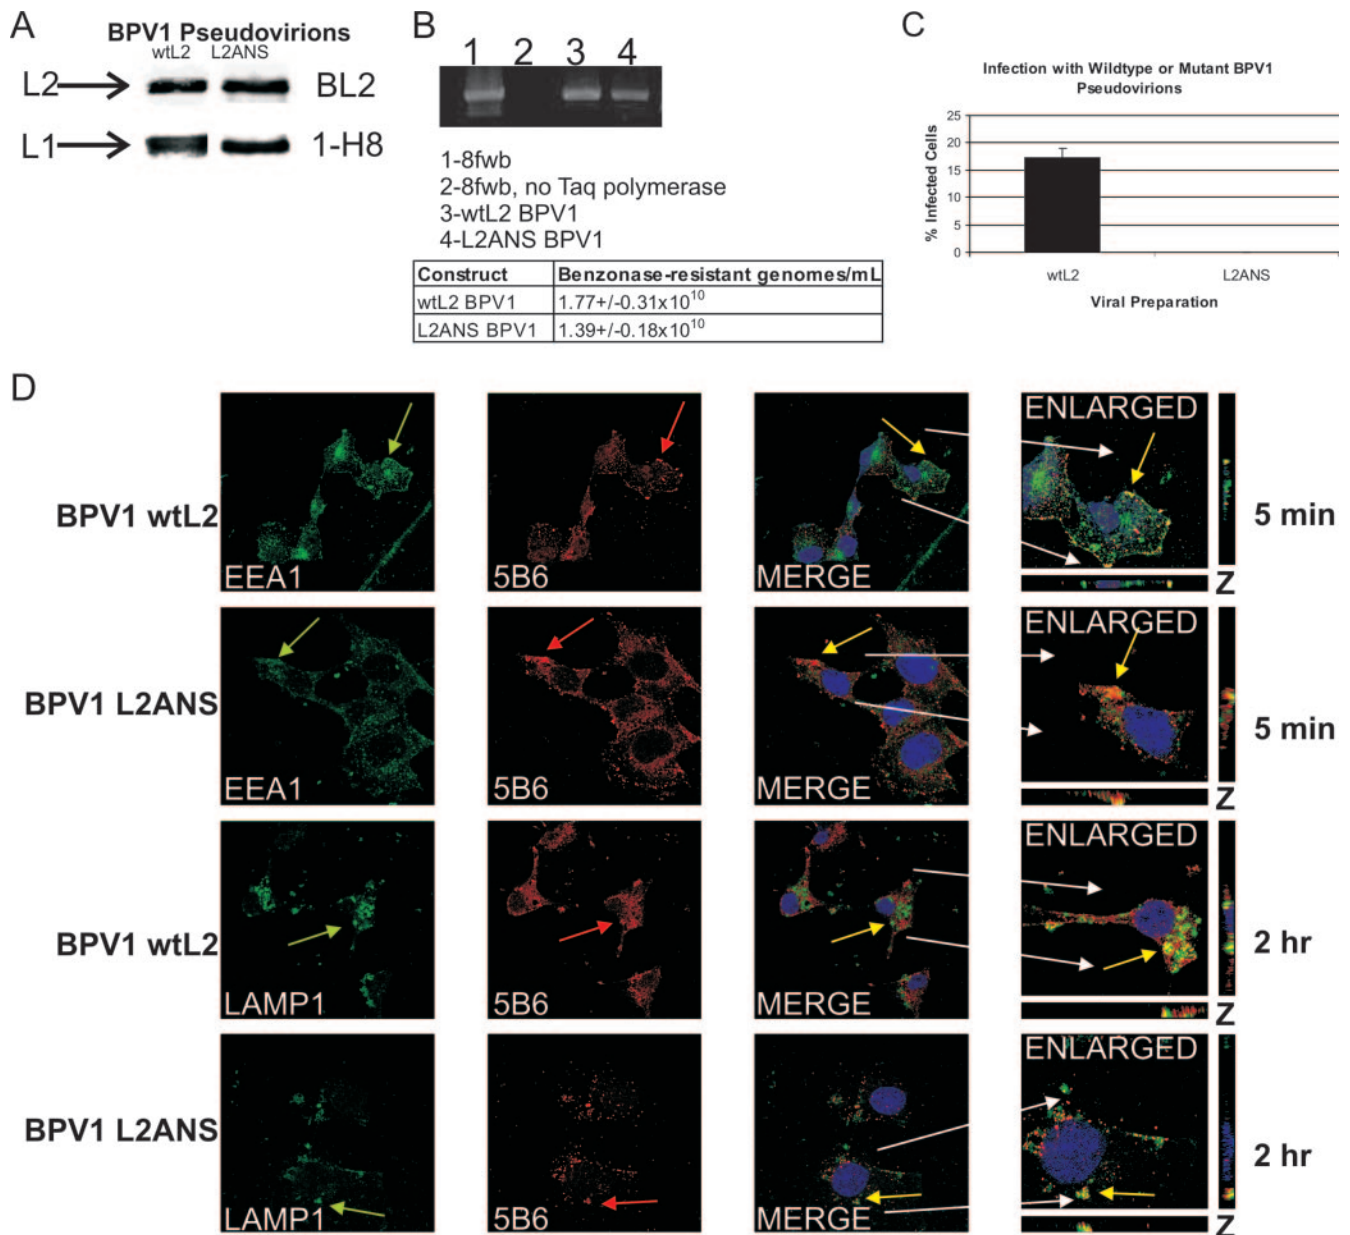 A
BPV1 Pseudovirions
wtL2 L2ANS
L2 BL2
L1 1-H8
B
1 2 3 4
1-8fwb
2-8fwb, no Taq polymerase
3-wtL2 BPV1
4-L2ANS BPV1
Construct Benzonase-resistant genomes/mL
wtL2 BPV1 1.77+/-0.31x10^10
L2ANS BPV1 1.39+/-0.18x10^10
C
Infection with Wildtype or Mutant BPV1
Pseudovirions
% Infected Cells
25
20
15
10
5
0
wtL2 L2ANS
Viral Preparation
D
BPV1 wtL2
EEA1 5B6 MERGE ENLARGED Z
5 min
BPV1 L2ANS
EEA1 5B6 MERGE ENLARGED Z
5 min
BPV1 wtL2
LAMP1 5B6 MERGE ENLARGED Z
2 hr
BPV1 L2ANS
LAMP1 5B6 MERGE ENLARGED Z
2 hr